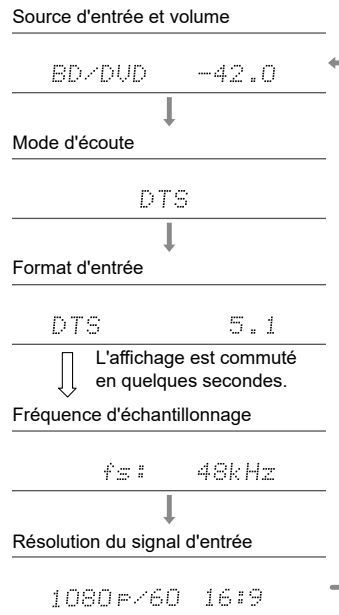 Source d'entrée et volume
BD/DVD -42.0
Mode d'écoute
DTS
Format d'entrée
DTS 5.1
L'affichage est commuté
en quelques secondes.
Fréquence d'échantillonnage
fs: 48kHz
Résolution du signal d'entrée
1080p/60 16:9